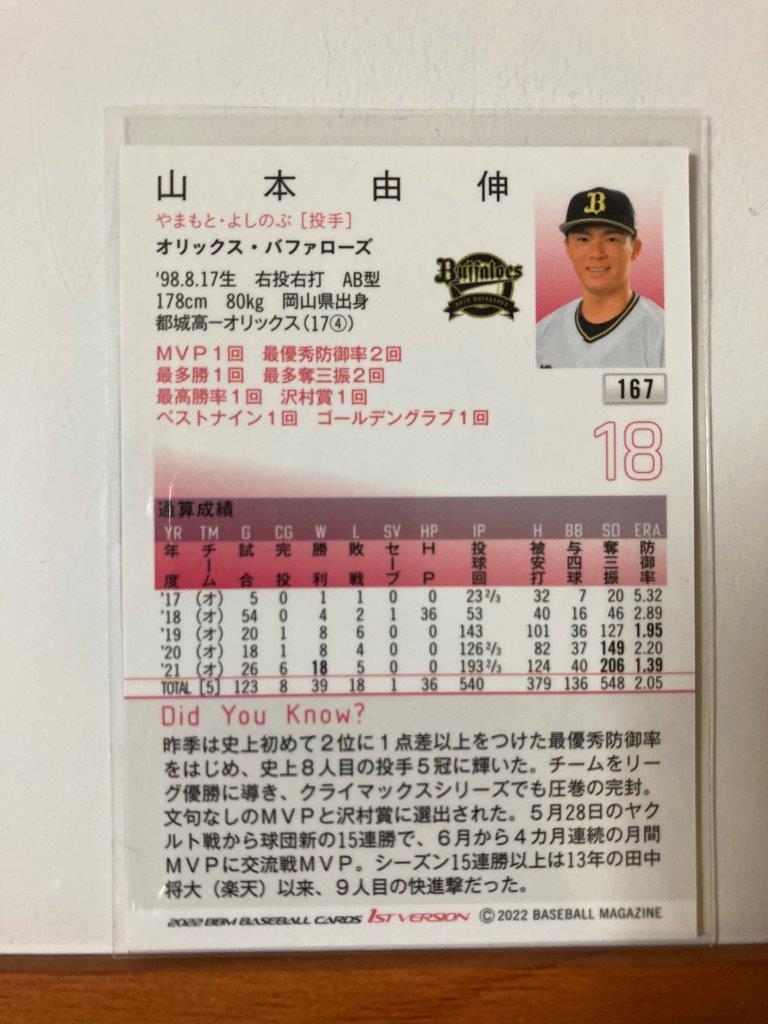 山本由伸
やまもと・よしのぶ［投手］
オリックス・バファローズ
'98.8.17生 右投右打 AB型
178cm 80kg 岡山県出身
都城高ーオリックス(17④)
Buffaloes
ORIX BUFFALOES
B
MVP1回 最優秀防御率2回
最多勝1回 最多奪三振2回
最高勝率1回 沢村賞1回
ベストナイン1回 ゴールデングラブ1回
167
18
通算成績
YR TM G CG W L SV HP IP H BB SO ERA
年度 チーム 試合 完投 勝利 敗戦 セーブ HP 投球回 被安打 与四球 奪三振 防御率
'17 (オ) 5 0 1 1 0 0 23 2/3 32 7 20 5.32
'18 (オ) 54 0 4 2 1 36 53 40 16 46 2.89
'19 (オ) 20 1 8 6 0 0 143 101 36 127 1.95
'20 (オ) 18 1 8 4 0 0 126 2/3 82 37 149 2.20
'21 (オ) 26 6 18 5 0 0 193 2/3 124 40 206 1.39
TOTAL [5] 123 8 39 18 1 36 540 379 136 548 2.05
Did You Know?
昨季は史上初めて2位に1点差以上をつけた最優秀防御率
をはじめ、史上8人目の投手5冠に輝いた。チームをリー
グ優勝に導き、クライマックスシリーズでも圧巻の完封。
文句なしのMVPと沢村賞に選出された。5月28日のヤク
ルト戦から球団新の15連勝で、6月から4カ月連続の月間
MVPに交流戦MVP。シーズン15連勝以上は13年の田中
将大（楽天）以来、9人目の快進撃だった。
2022 BBM BASEBALL CARDS 1ST VERSION ©2022 BASEBALL MAGAZINE